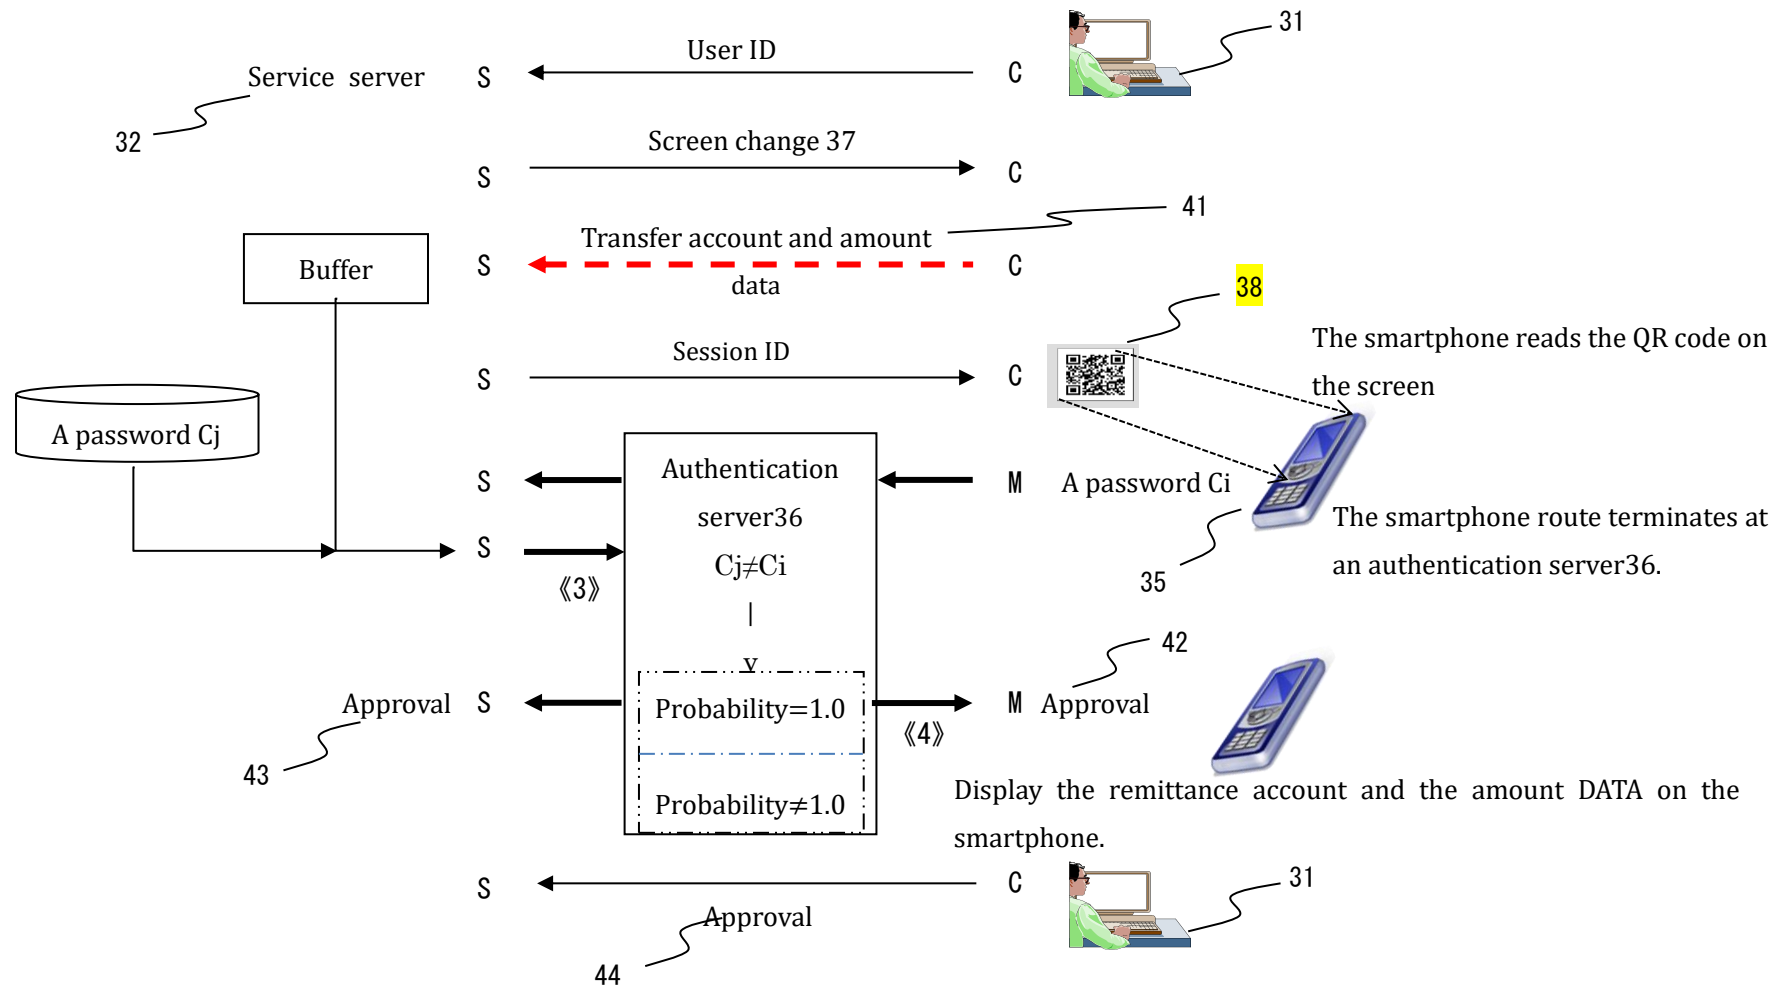 User ID
31
Service  server
S
C
32
Screen change 37
S
C
41
Transfer account and amount
Buffer
S
C
data
38
The smartphone reads the QR code on
the screen
Session ID
S
C
A password Cj
Authentication
S
M
A password Ci
server36
The smartphone route terminates at
an authentication server36.
S
Cj≠Ci
《3》
35
|
v
42
Approval
S
Probability=1.0
M
Approval
《4》
43
Probability≠1.0
Display the remittance account and the amount DATA on the
smartphone.
S
C
31
Approval
44